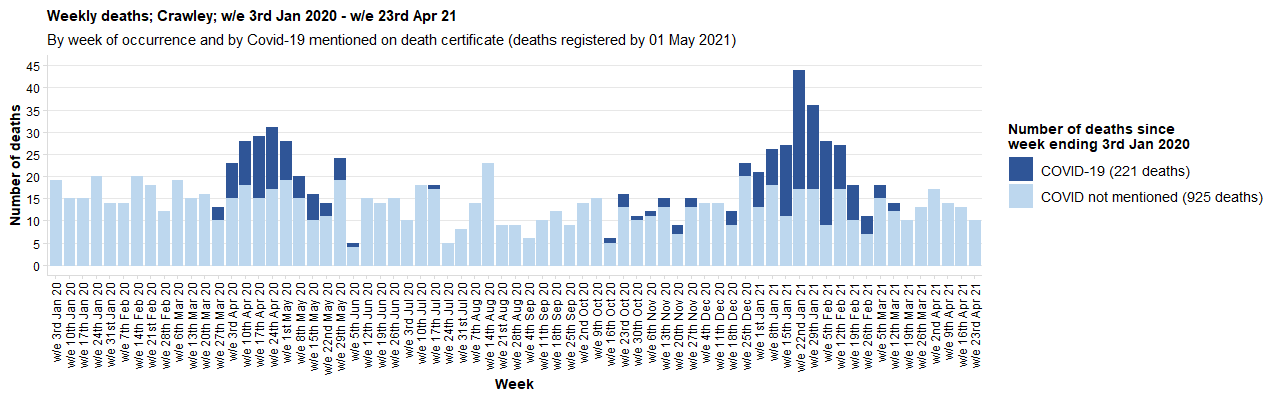 Weekly deaths; Crawley; w/e 3rd Jan 2020 - w/e 23rd Apr 21
By week of occurrence and by Covid-19 mentioned on death certificate (deaths registered by 01 May 2021)
Number of deaths
45
40
35
30
25
20
15
10
5
0
w/e 3rd Jan 20
w/e 10th Jan 20
w/e 17th Jan 20
w/e 24th Jan 20
w/e 31st Jan 20
w/e 7th Feb 20
w/e 14th Feb 20
w/e 21st Feb 20
w/e 28th Feb 20
w/e 6th Mar 20
w/e 13th Mar 20
w/e 20th Mar 20
w/e 27th Mar 20
w/e 3rd Apr 20
w/e 10th Apr 20
w/e 17th Apr 20
w/e 24th Apr 20
w/e 1st May 20
w/e 8th May 20
w/e 15th May 20
w/e 22nd May 20
w/e 29th May 20
w/e 5th Jun 20
w/e 12th Jun 20
w/e 19th Jun 20
w/e 26th Jun 20
w/e 3rd Jul 20
w/e 10th Jul 20
w/e 17th Jul 20
w/e 24th Jul 20
w/e 31st Jul 20
w/e 7th Aug 20
w/e 14th Aug 20
w/e 21st Aug 20
w/e 28th Aug 20
w/e 4th Sep 20
w/e 11th Sep 20
w/e 18th Sep 20
w/e 25th Sep 20
w/e 2nd Oct 20
w/e 9th Oct 20
w/e 16th Oct 20
w/e 23rd Oct 20
w/e 30th Oct 20
w/e 6th Nov 20
w/e 13th Nov 20
w/e 20th Nov 20
w/e 27th Nov 20
w/e 4th Dec 20
w/e 11th Dec 20
w/e 18th Dec 20
w/e 25th Dec 20
w/e 1st Jan 21
w/e 8th Jan 21
w/e 15th Jan 21
w/e 22nd Jan 21
w/e 29th Jan 21
w/e 5th Feb 21
w/e 12th Feb 21
w/e 19th Feb 21
w/e 26th Feb 21
w/e 5th Mar 21
w/e 12th Mar 21
w/e 19th Mar 21
w/e 26th Mar 21
w/e 2nd Apr 21
w/e 9th Apr 21
w/e 16th Apr 21
w/e 23rd Apr 21
Week
Number of deaths since
week ending 3rd Jan 2020
COVID-19 (221 deaths)
COVID not mentioned (925 deaths)